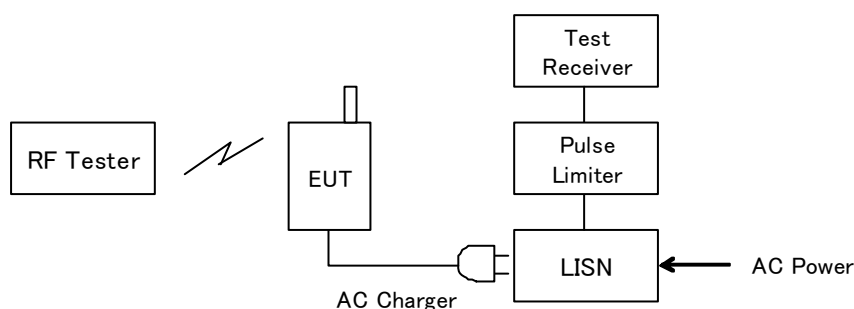 Test
Receiver
RF Tester
EUT
Pulse
Limiter
LISN
AC Power
AC Charger